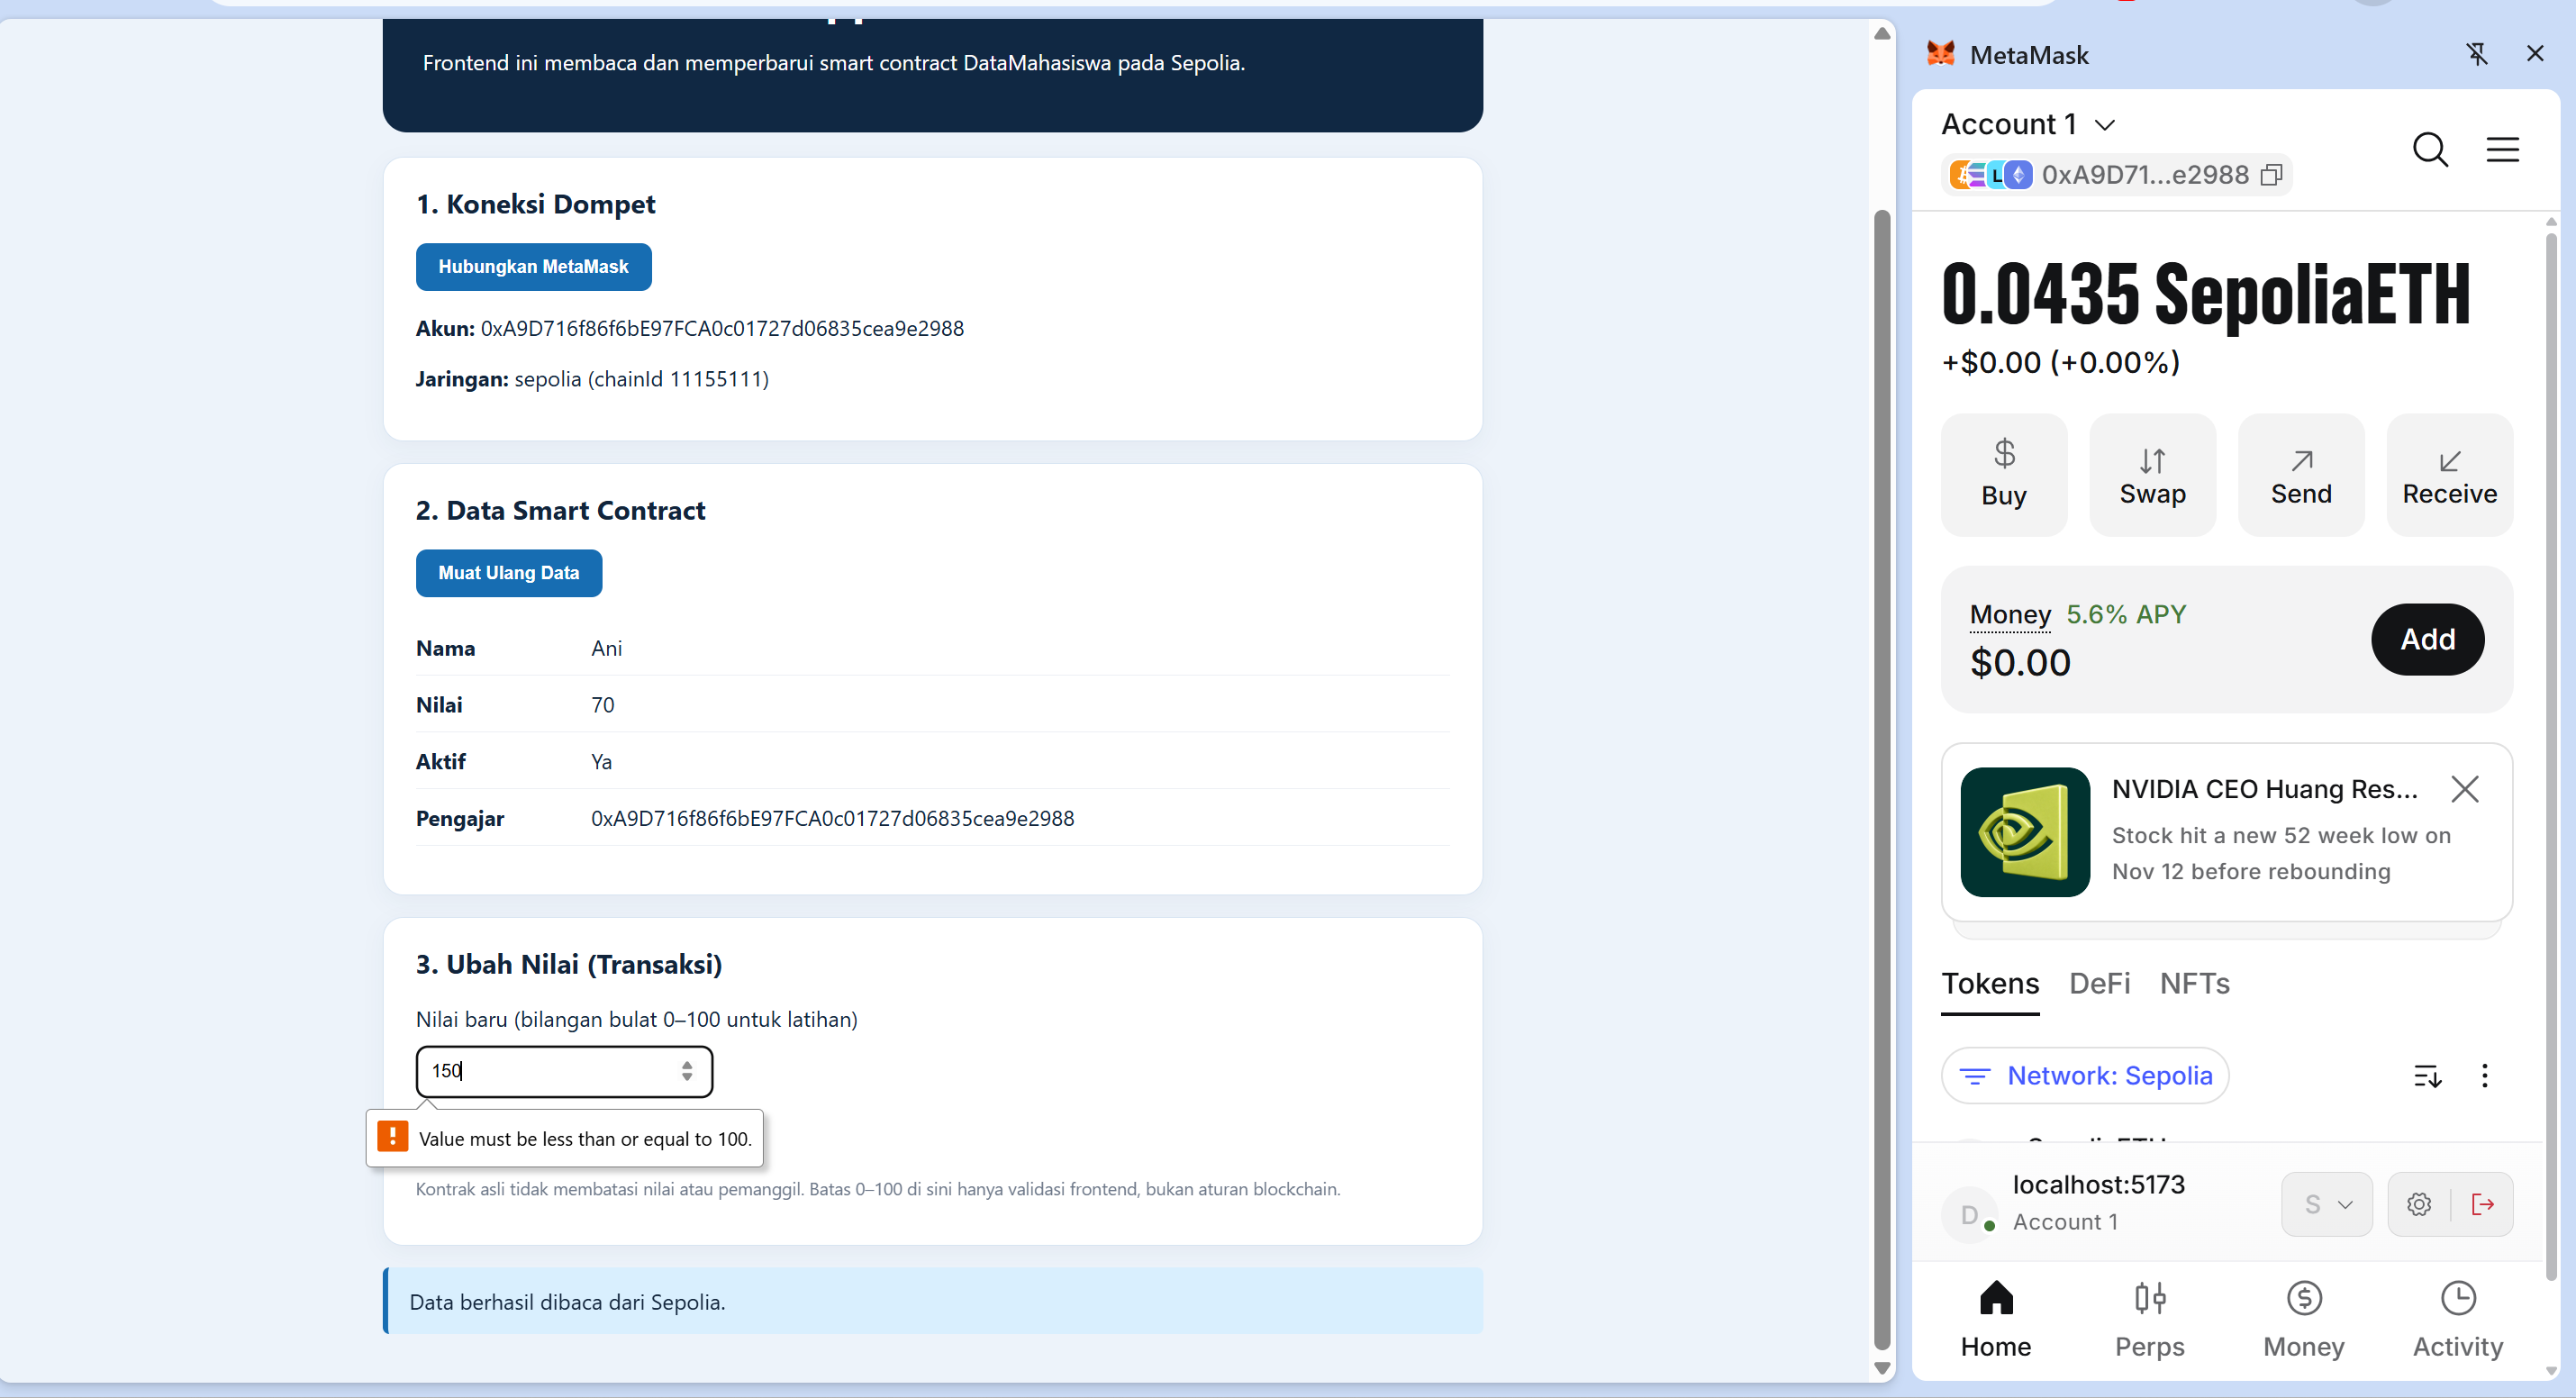 Frontend ini membaca dan memperbarui smart contract DataMahasiswa pada Sepolia.
1. Koneksi Dompet
Hubungkan MetaMask
Akun: 0xA9D716f86f6bE97FCA0c01727d06835cea9e2988
Jaringan: sepolia (chainId 11155111)
2. Data Smart Contract
Muat Ulang Data
Nama Ani
Nilai 70
Aktif Ya
Pengajar 0xA9D716f86f6bE97FCA0c01727d06835cea9e2988
3. Ubah Nilai (Transaksi)
Nilai baru (bilangan bulat 0–100 untuk latihan)
150
Value must be less than or equal to 100.
Kontrak asli tidak membatasi nilai atau pemanggil. Batas 0–100 di sini hanya validasi frontend, bukan aturan blockchain.
Data berhasil dibaca dari Sepolia.
MetaMask
Account 1
L
0xA9D71...e2988
0.0435 SepoliaETH
+$0.00 (+0.00%)
Buy
Swap
Send
Receive
Money 5.6% APY
$0.00
Add
NVIDIA CEO Huang Res...
Stock hit a new 52 week low on
Nov 12 before rebounding
Tokens DeFi NFTs
Network: Sepolia
D
localhost:5173
Account 1
S
Home
Perps
Money
Activity